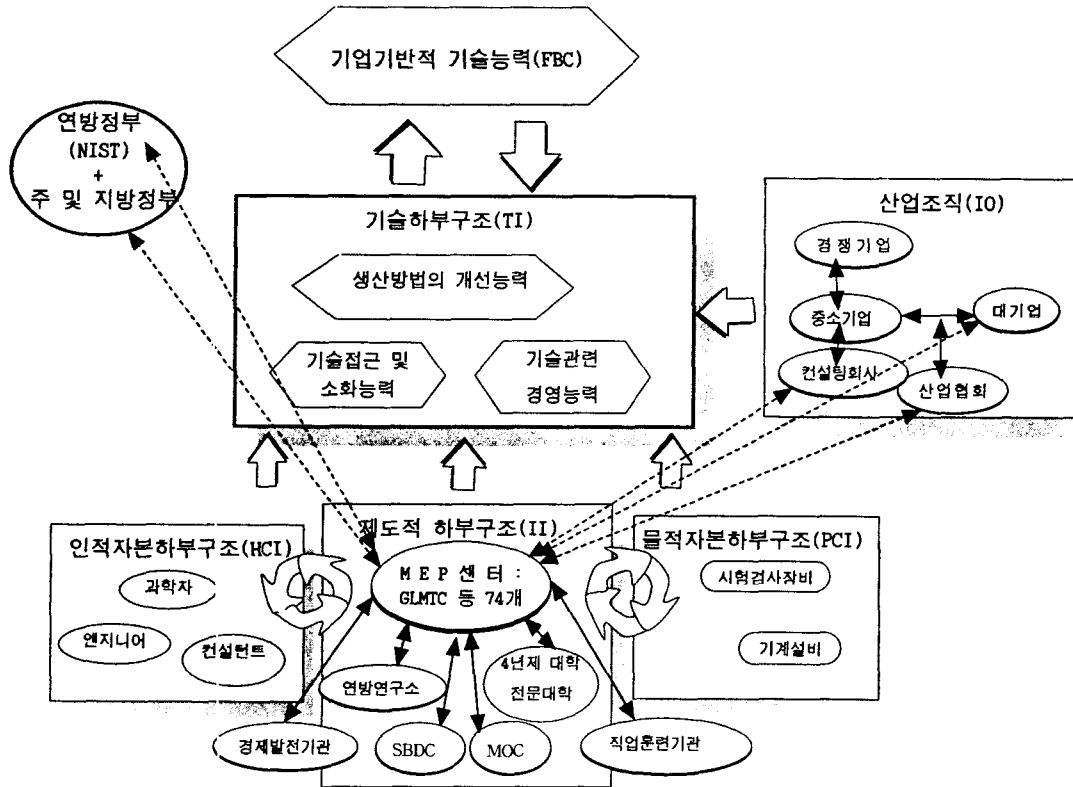 기업기반적 기술능력(FBC)
연방정부
(NIST)
+
주 및 지방정부
기술하부구조(TI)
생산방법의 개선능력
기술접근 및
소화능력
기술관련
경영능력
산업조직(IO)
경쟁기업
중소기업
대기업
컨설팅회사
산업협회
인적자본하부구조(HCI)
과학자
엔지니어
컨설턴트
제도적 하부구조(II)
MEP센터 :
GLMTC 등 74개
연방연구소
4년제 대학
전문대학
경제발전기관
SBDC
MOC
직업훈련기관
물적자본하부구조(PCI)
시험검사장비
기계설비